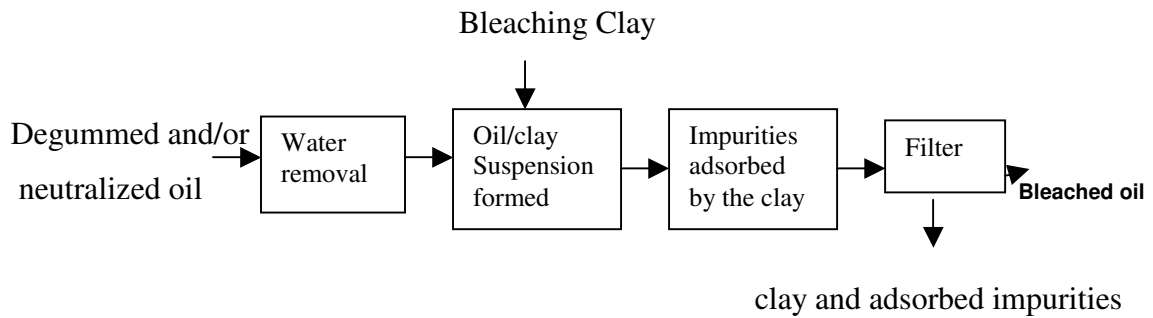 Bleaching Clay
Degummed and/or
neutralized oil
Water
removal
Oil/clay
Suspension
formed
Impurities
adsorbed
by the clay
Filter
Bleached oil
clay and adsorbed impurities